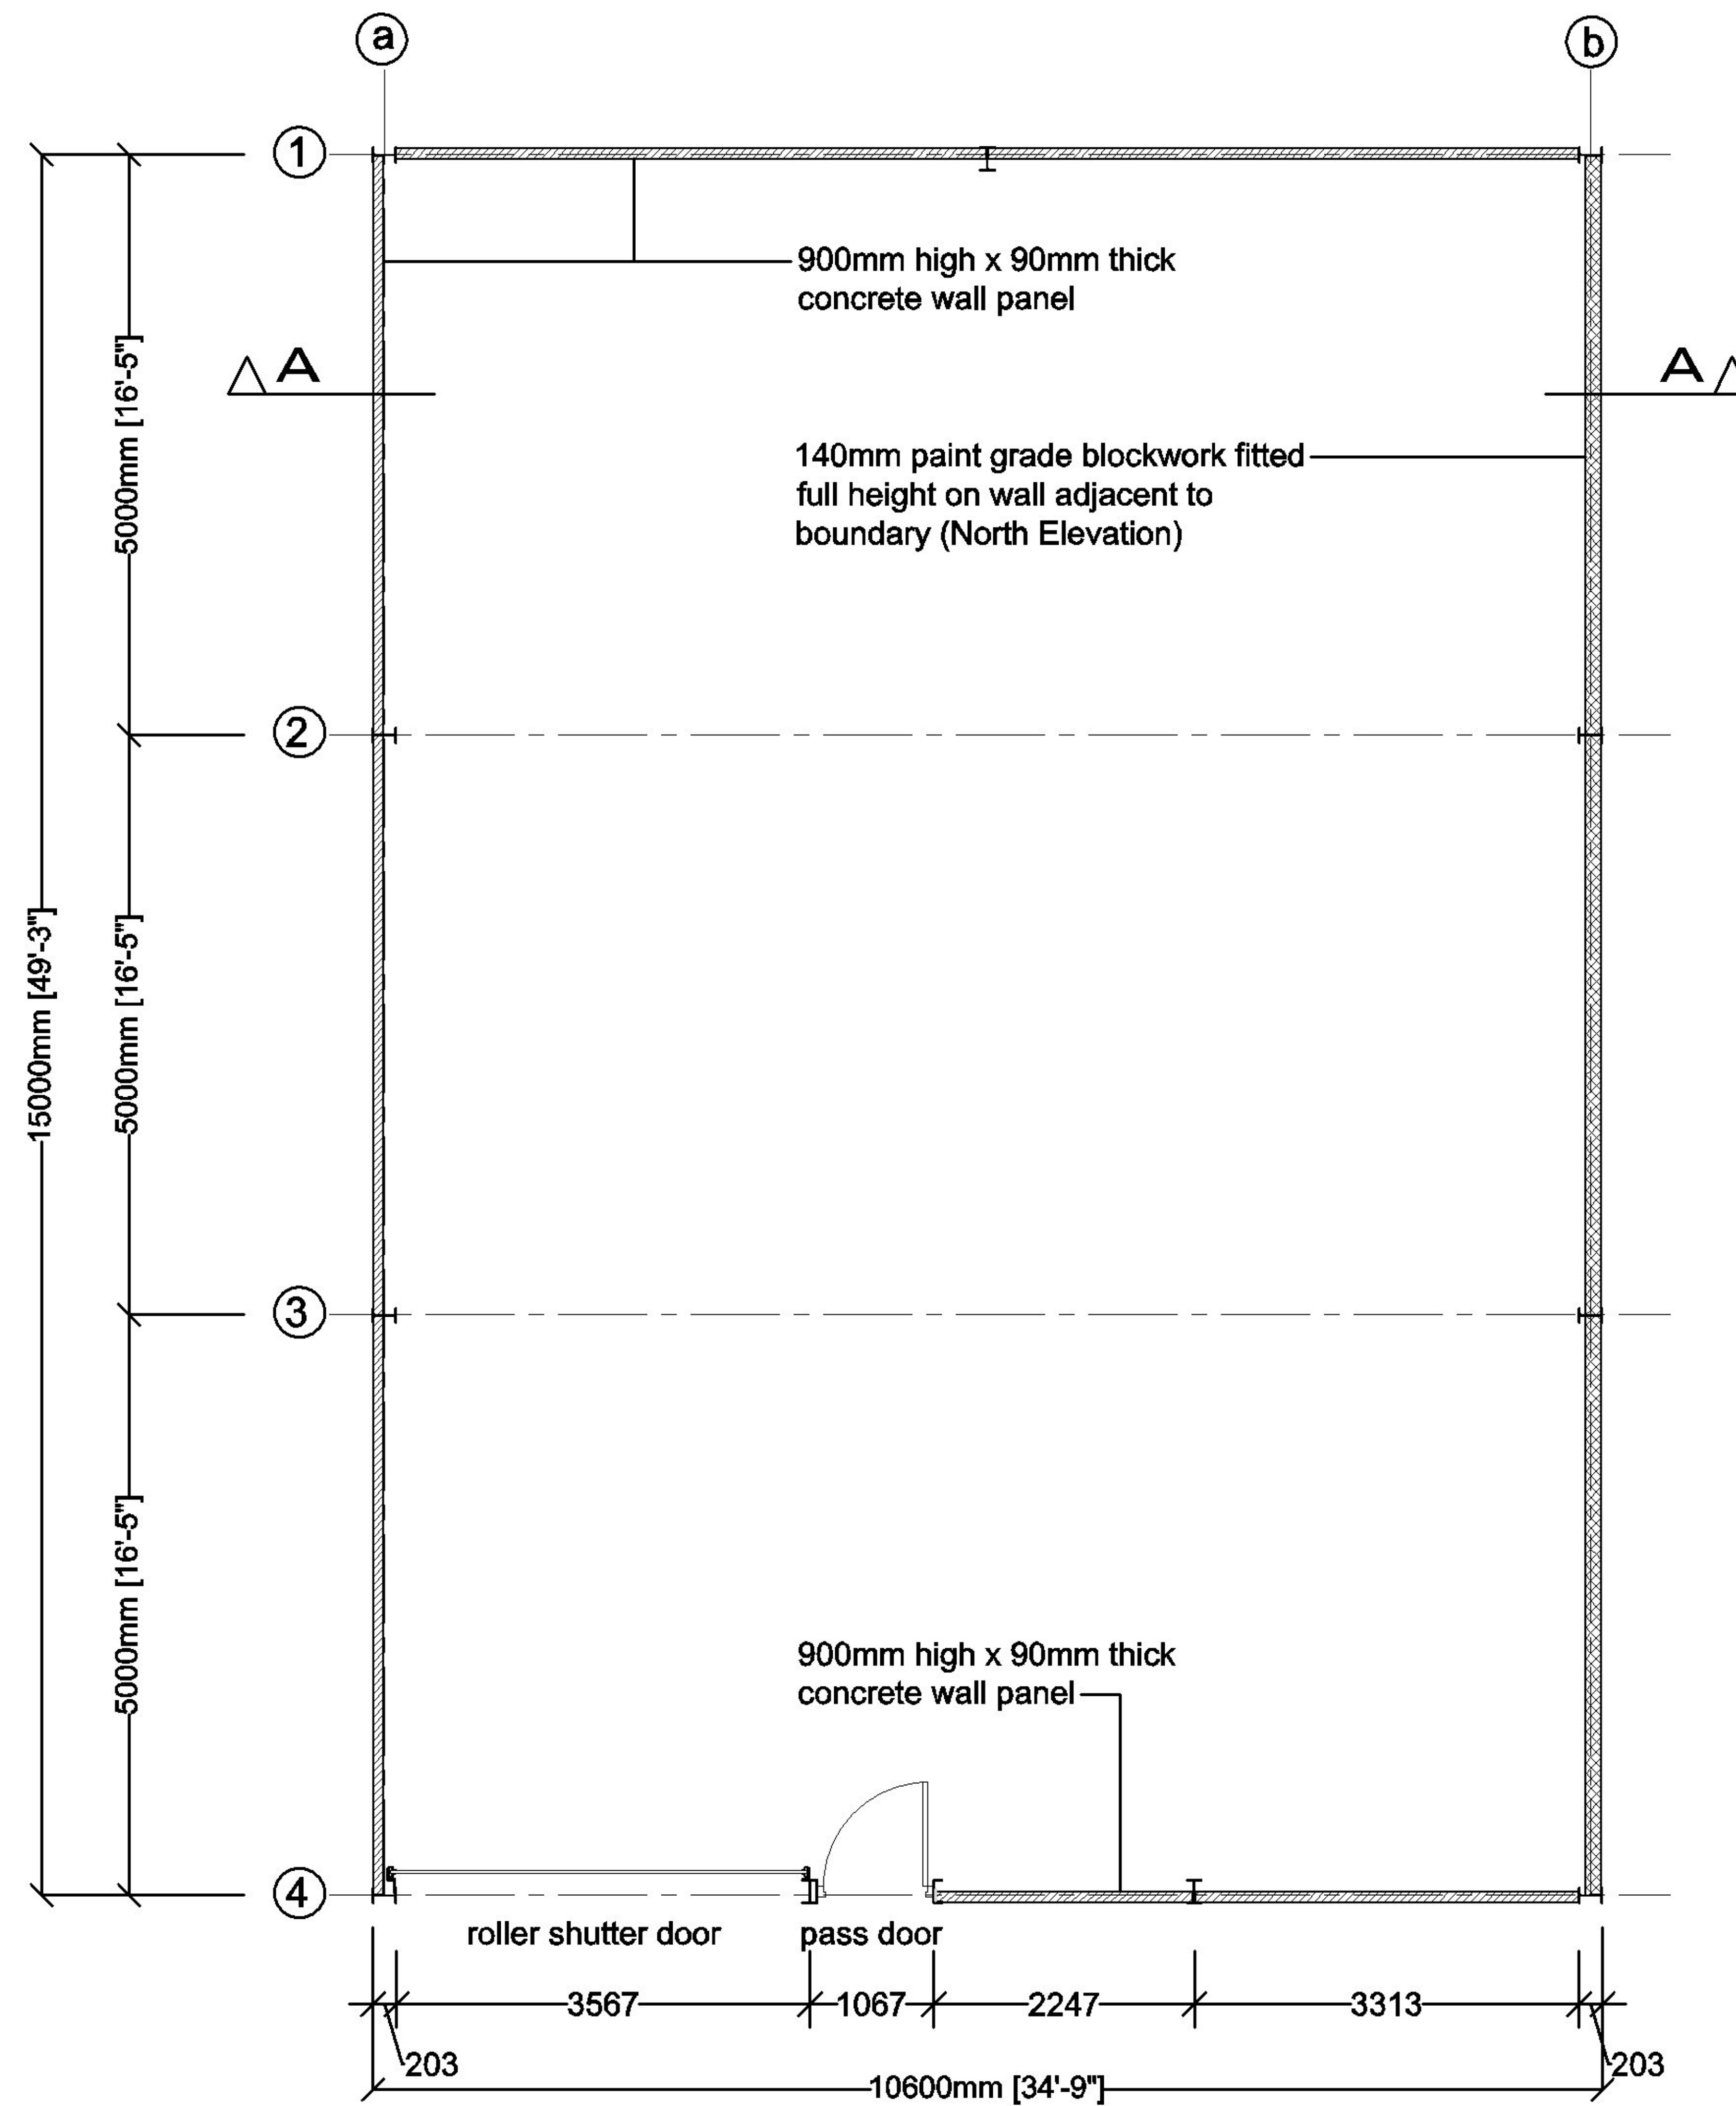 a
b
1
900mm high x 90mm thick
concrete wall panel
A
A
5000mm [16'-5"]
140mm paint grade blockwork fitted
full height on wall adjacent to
boundary (North Elevation)
2
15000mm [49'-3"]
5000mm [16'-5"]
3
5000mm [16'-5"]
900mm high x 90mm thick
concrete wall panel
4
roller shutter door
pass door
3567
1067
2247
3313
203
203
10600mm [34'-9"]